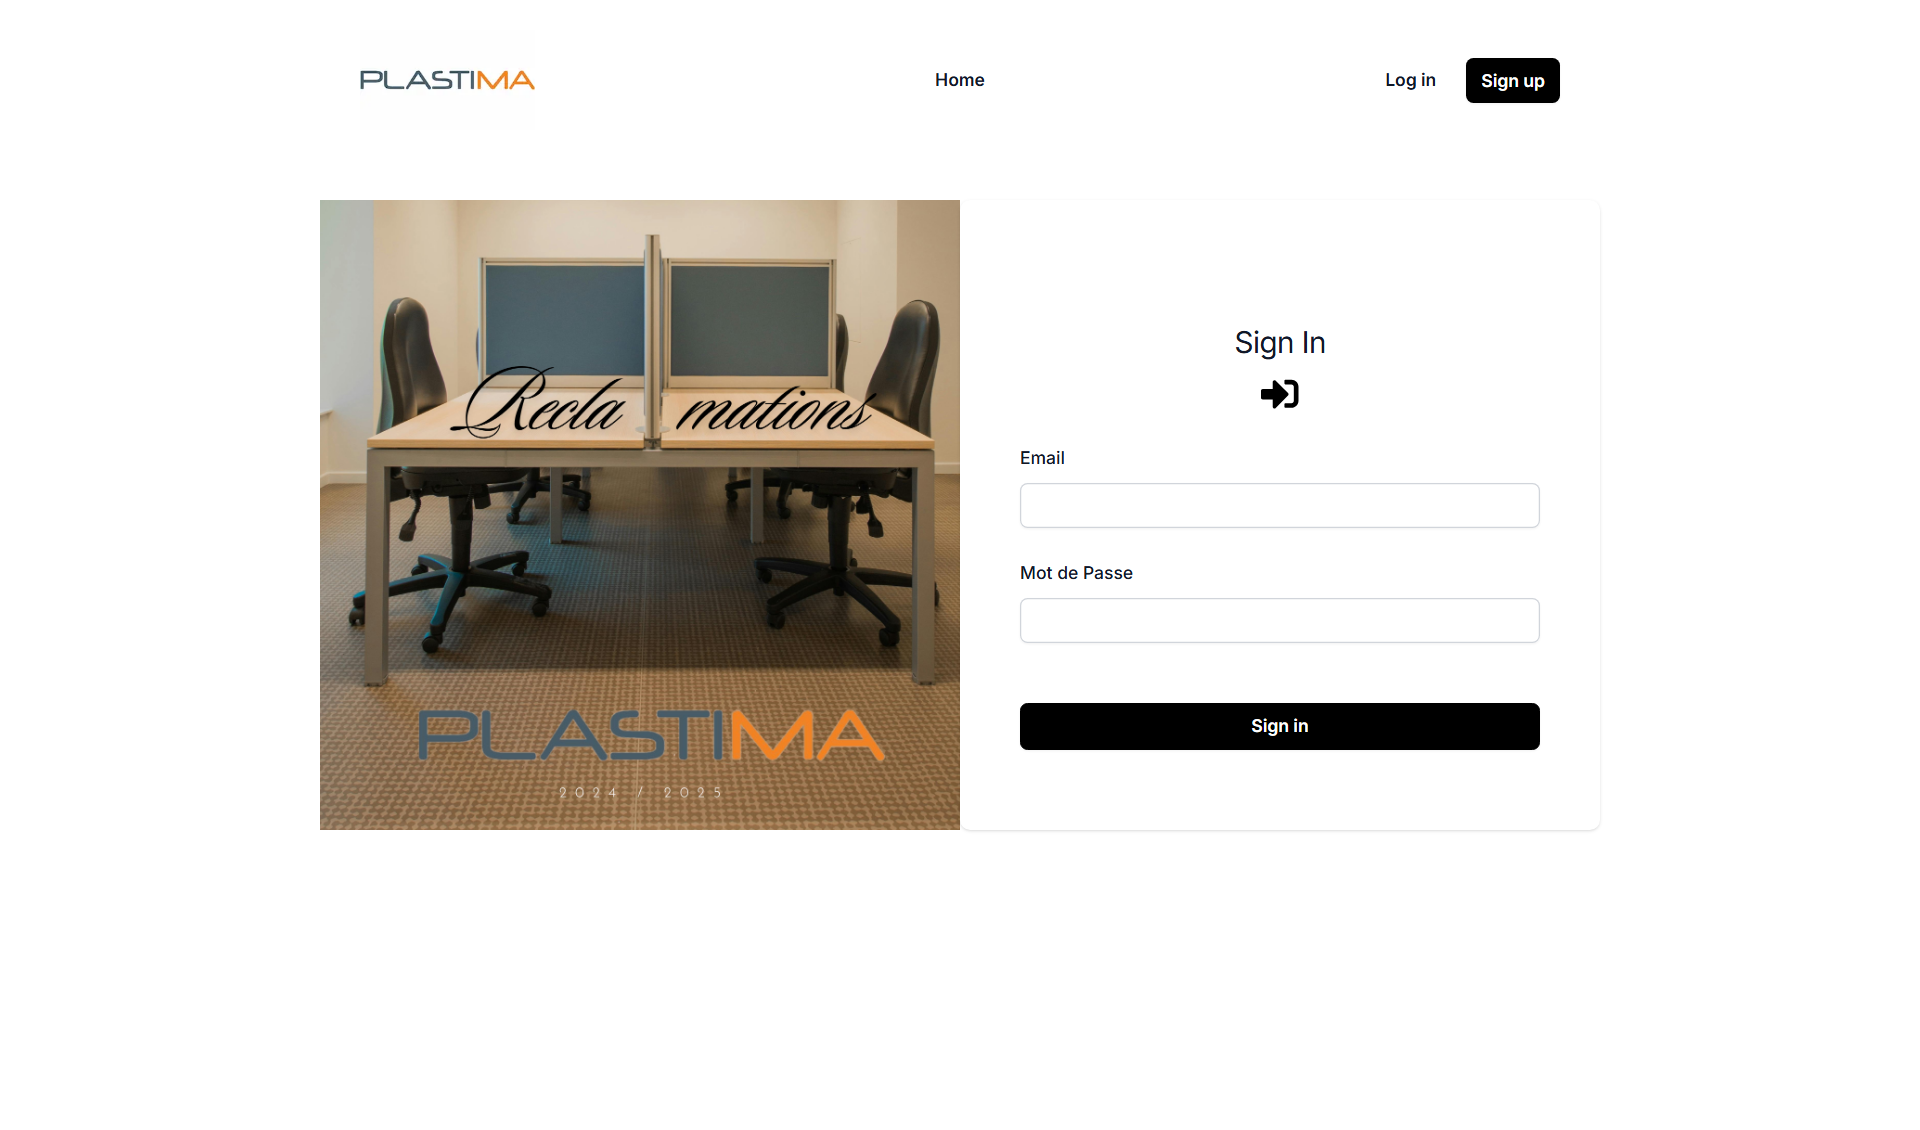 PLASTIMA
Home
Log in
Sign up
Recla mations
PLASTIMA
2024 / 2025
Sign In
Email
Mot de Passe
Sign in